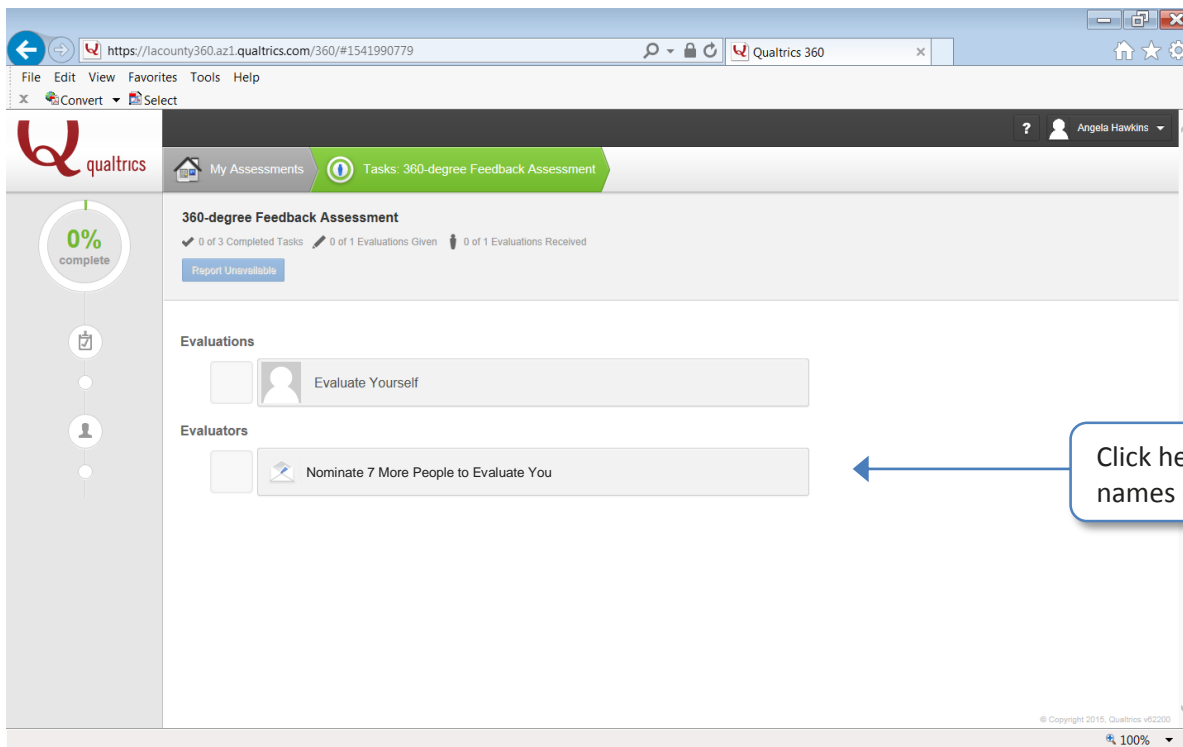 https://lacounty360.az1.qualtrics.com/360/#1541990779
Qualtrics 360
File Edit View Favorites Tools Help
x Convert Select
? Angela Hawkins
qualtrics
My Assessments Tasks: 360-degree Feedback Assessment
0%
complete
360-degree Feedback Assessment
0 of 3 Completed Tasks 0 of 1 Evaluations Given 0 of 1 Evaluations Received
Report Unavailable
Evaluations
Evaluate Yourself
Evaluators
Nominate 7 More People to Evaluate You
Click he
names
© Copyright 2015, Qualtrics v62200
100%